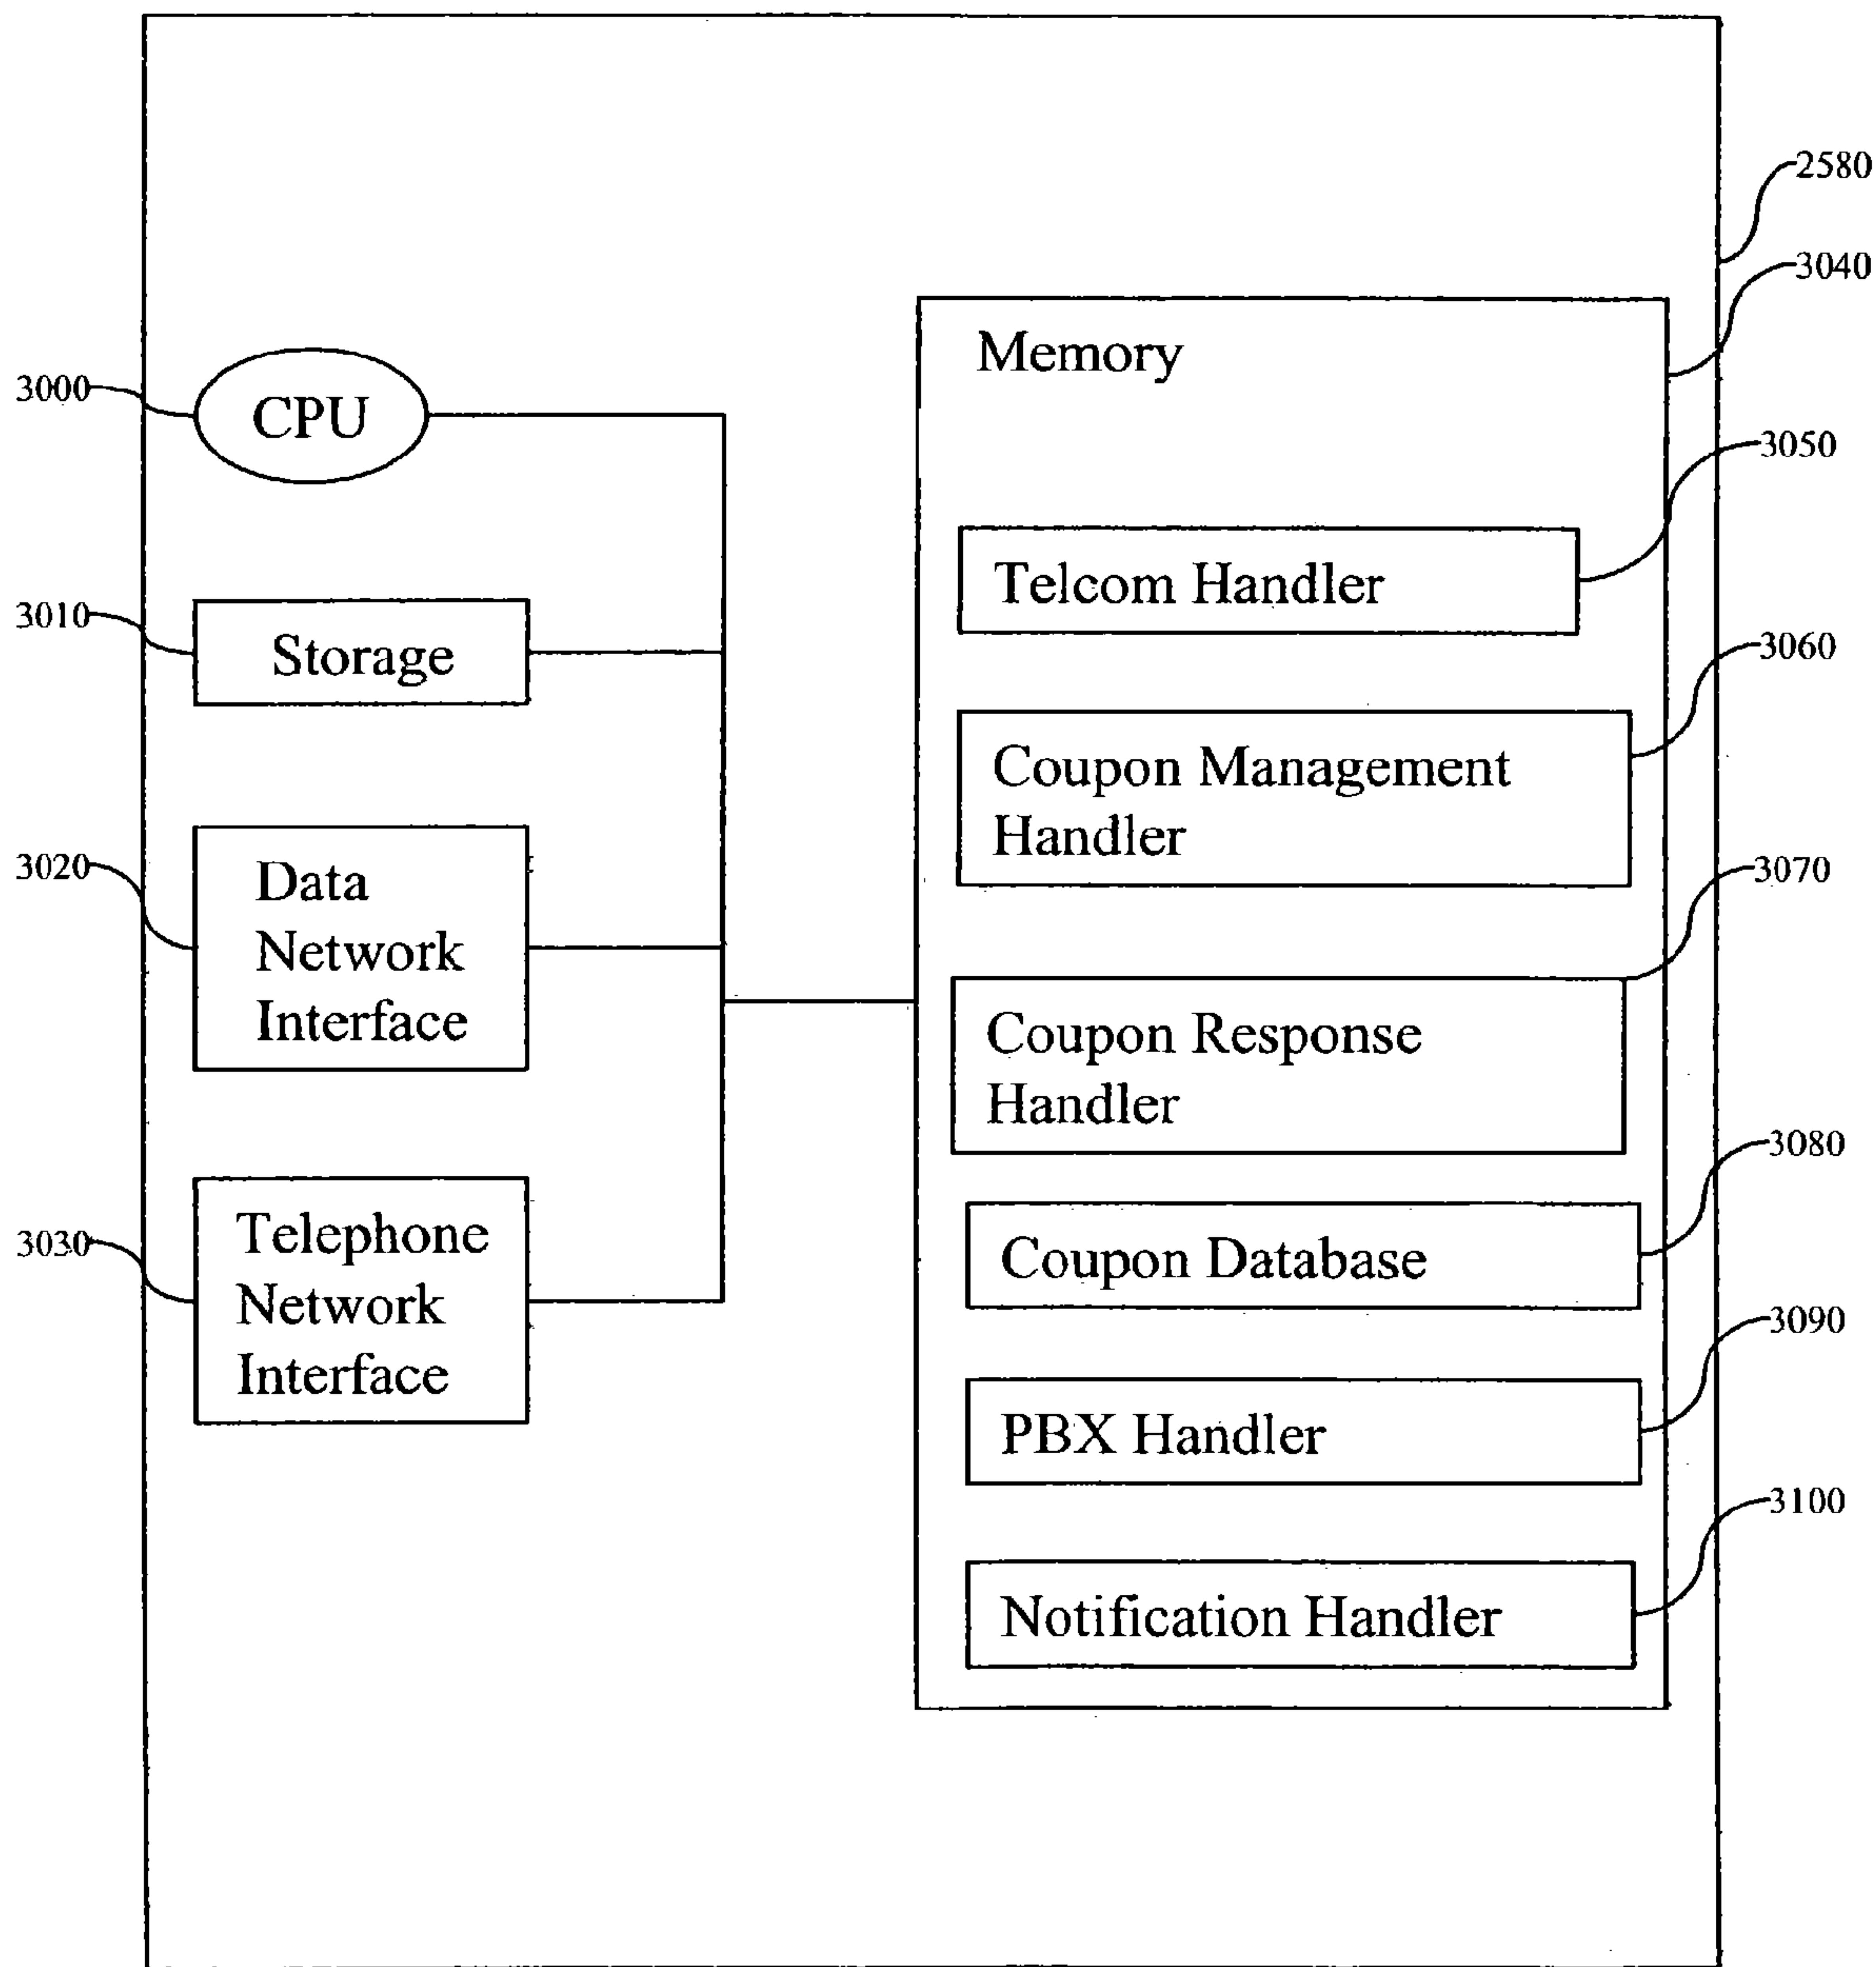 2580
3040
Memory
3000
CPU
3050
Telcom Handler
3010
Storage
3060
Coupon Management
Handler
3020
Data
Network
Interface
3070
Coupon Response
Handler
3080
Coupon Database
3030
Telephone
Network
Interface
3090
PBX Handler
3100
Notification Handler